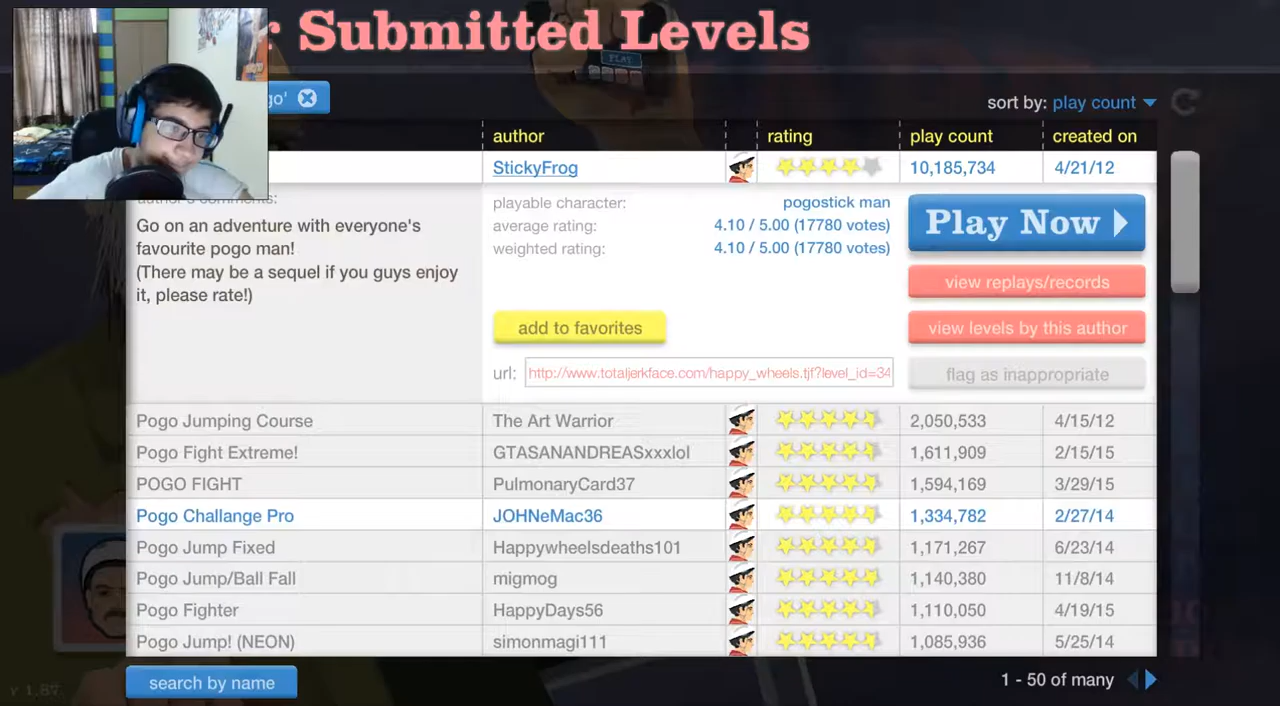 Submitted Levels
PLAY
go'
sort by: play count
author rating play count created on
StickyFrog 10,185,734 4/21/12
author's comments:
Go on an adventure with everyone's
favourite pogo man!
(There may be a sequel if you guys enjoy
it, please rate!)
playable character: pogostick man
average rating: 4.10 / 5.00 (17780 votes)
weighted rating: 4.10 / 5.00 (17780 votes)
add to favorites
url: http://www.totaljerkface.com/happy_wheels.tjf?level_id=34
Play Now
view replays/records
view levels by this author
flag as inappropriate
Pogo Jumping Course The Art Warrior 2,050,533 4/15/12
Pogo Fight Extreme! GTASANANDREASxxxlol 1,611,909 2/15/15
POGO FIGHT PulmonaryCard37 1,594,169 3/29/15
Pogo Challange Pro JOHNeMac36 1,334,782 2/27/14
Pogo Jump Fixed Happywheelsdeaths101 1,171,267 6/23/14
Pogo Jump/Ball Fall migmog 1,140,380 11/8/14
Pogo Fighter HappyDays56 1,110,050 4/19/15
Pogo Jump! (NEON) simonmagi111 1,085,936 5/25/14
v 1.87
search by name
1 - 50 of many